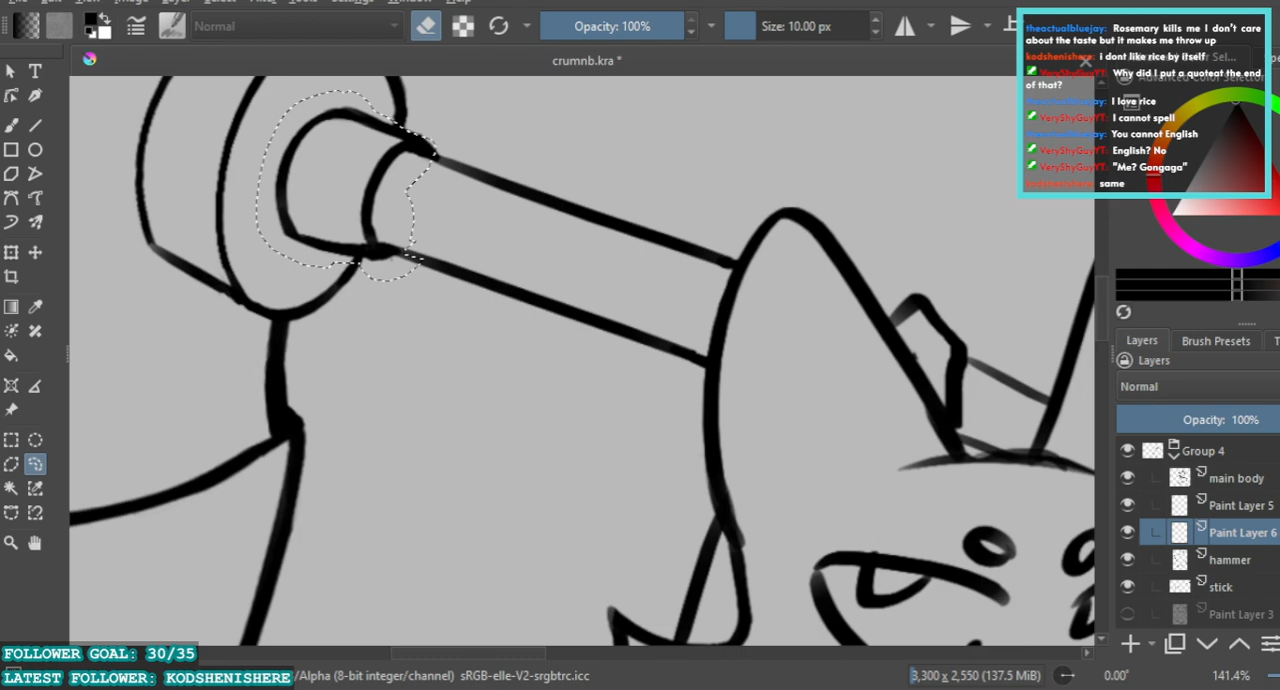 Normal
Opacity: 100%
Size: 10.00 px
crumnb.kra *
theactualbluejay: Rosemary kills me I don't care
about the taste but it makes me throw up
kodshenishere: i dont like rice by itself
VeryShyGuyYT: Why did I put a quoteat the end
of that?
theactualbluejay: I love rice
VeryShyGuyYT: I cannot spell
theactualbluejay: You cannot English
VeryShyGuyYT: English? No
VeryShyGuyYT: "Me? Gongaga"
kodshenishere: same
Layers
Brush Presets
Layers
Normal
Opacity: 100%
Group 4
main body
Paint Layer 5
Paint Layer 6
hammer
stick
Paint Layer 3
FOLLOWER GOAL: 30/35
LATEST FOLLOWER: KODSHENISHERE
/Alpha (8-bit integer/channel) sRGB-elle-V2-srgbtrc.icc
3,300 x 2,550 (137.5 MiB)
0.00°
141.4%